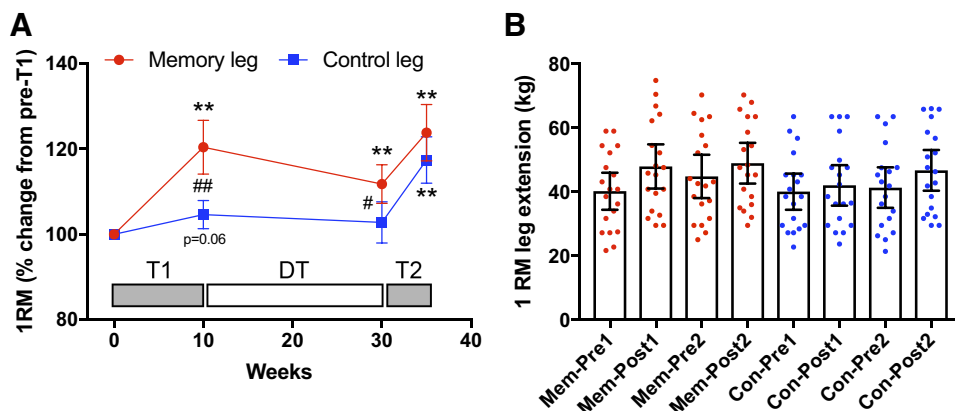 A
Memory leg
Control leg
1RM (% change from pre-T1)
140
120
100
80
**
##
p=0.06
**
#
**
**
T1
DT
T2
0
10
20
30
40
Weeks
B
1 RM leg extension (kg)
80
60
40
20
0
Mem-Pre1
Mem-Post1
Mem-Pre2
Mem-Post2
Con-Pre1
Con-Post1
Con-Pre2
Con-Post2